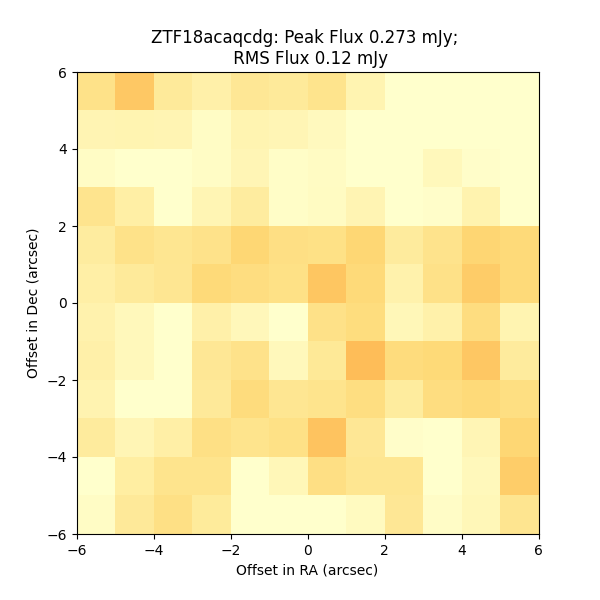 ZTF18acaqcdg: Peak Flux 0.273 mJy;
RMS Flux 0.12 mJy
6
4
2
0
−2
−4
−6
Offset in Dec (arcsec)
−6 −4 −2 0 2 4 6
Offset in RA (arcsec)